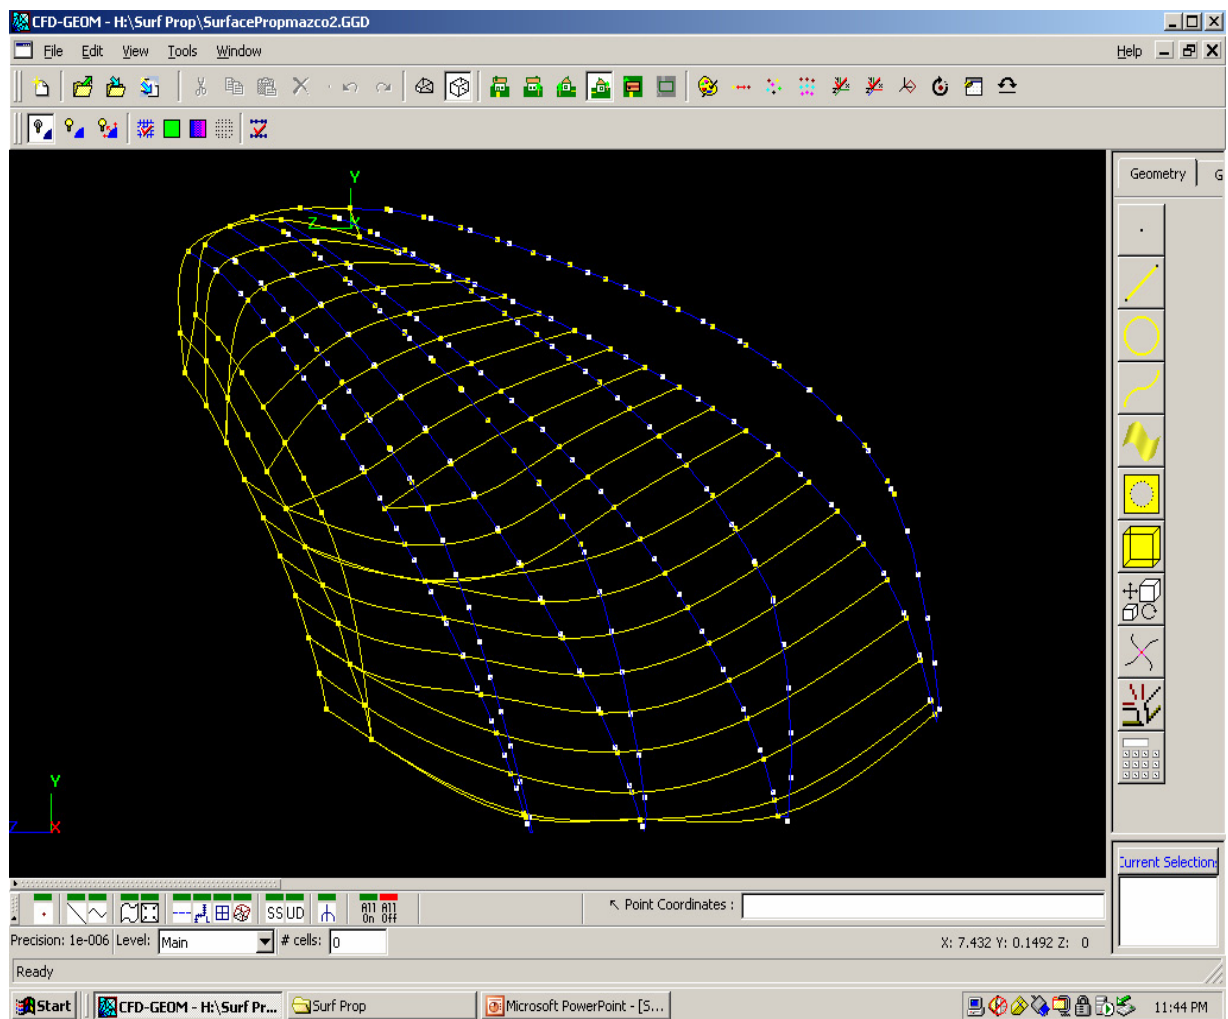 CFD-GEOM - H:\Surf Prop\SurfacePropmazco2.GGD
File Edit View Tools Window Help
Geometry G
Y
Z
Y
Z X
Current Selection:
SS UD All On All Off
Point Coordinates :
Precision: 1e-006 Level: Main # cells: 0 X: 7.432 Y: 0.1492 Z: 0
Ready
Start CFD-GEOM - H:\Surf Pr... Surf Prop Microsoft PowerPoint - [S... 11:44 PM